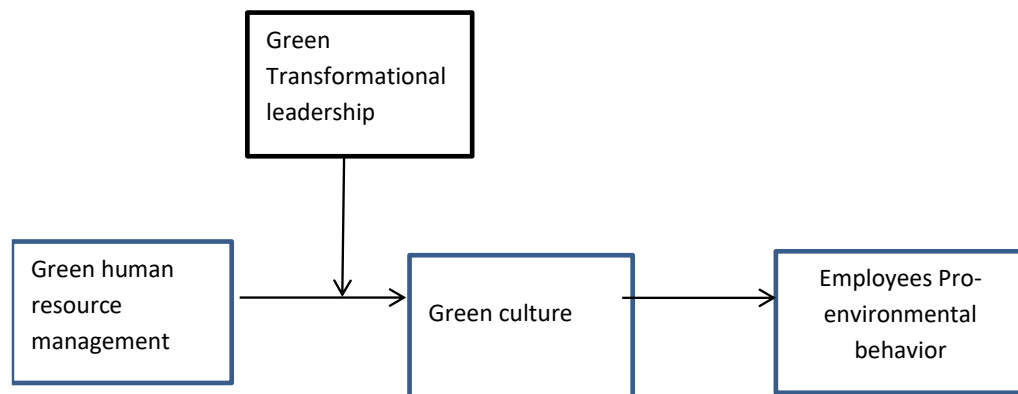 Green
Transformational
leadership
Green human
resource
management
Green culture
Employees Pro-
environmental
behavior